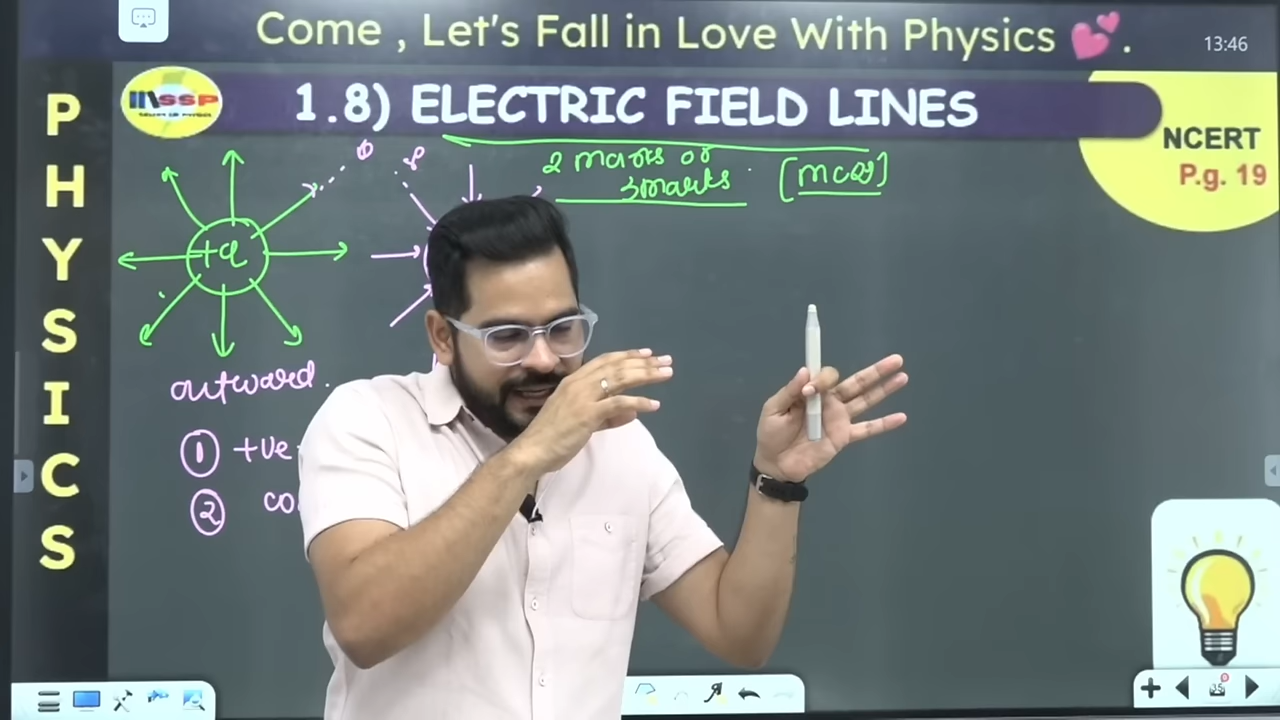 Come , Let's Fall in Love With Physics 💕 .
13:46
PHYSICS
SSP
1.8) ELECTRIC FIELD LINES
NCERT
P.g. 19
2 marks or
3marks. [MCQ]
+q
outward.
① +ve
② co